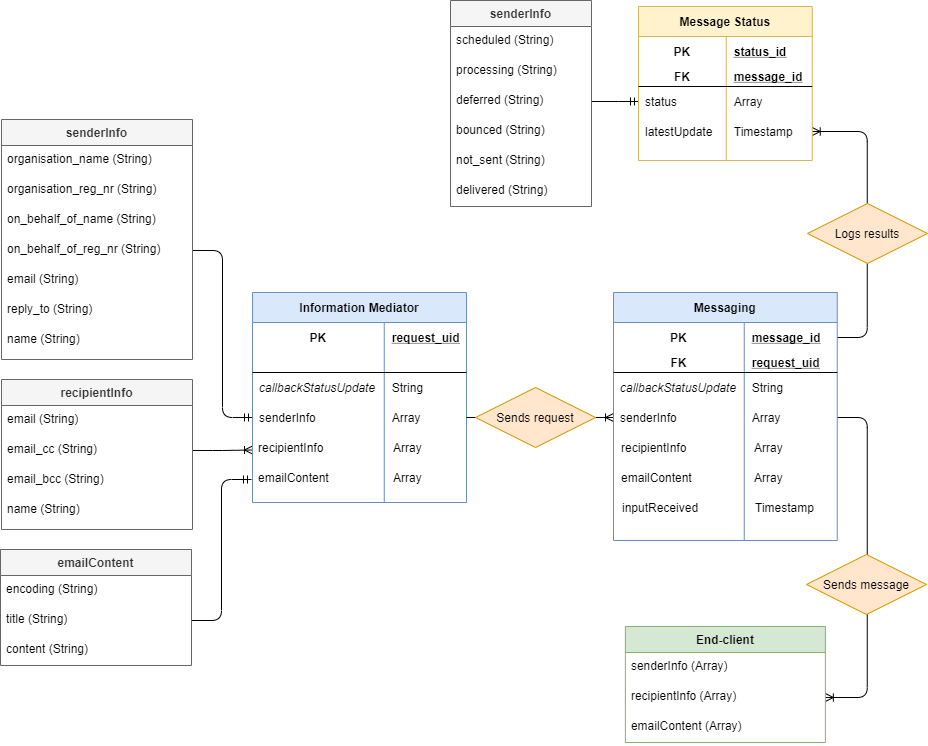 senderInfo
scheduled (String)
processing (String)
deferred (String)
bounced (String)
not_sent (String)
delivered (String)
Message Status
PK status_id
FK message_id
status Array
latestUpdate Timestamp
senderInfo
organisation_name (String)
organisation_reg_nr (String)
on_behalf_of_name (String)
on_behalf_of_reg_nr (String)
email (String)
reply_to (String)
name (String)
Logs results
recipientInfo
email (String)
email_cc (String)
email_bcc (String)
name (String)
emailContent
encoding (String)
title (String)
content (String)
Information Mediator
PK request_uid
callbackStatusUpdate String
senderInfo Array
recipientInfo Array
emailContent Array
Sends request
Messaging
PK message_id
FK request_uid
callbackStatusUpdate String
senderInfo Array
recipientInfo Array
emailContent Array
inputReceived Timestamp
Sends message
End-client
senderInfo (Array)
recipientInfo (Array)
emailContent (Array)